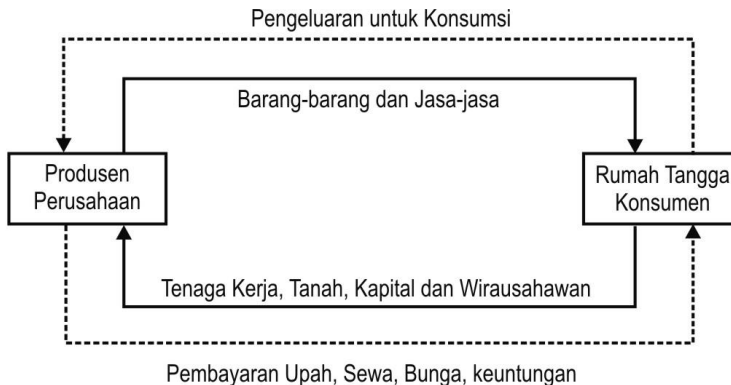 Pengeluaran untuk Konsumsi
Barang-barang dan Jasa-jasa
Produsen
Perusahaan
Rumah Tangga
Konsumen
Tenaga Kerja, Tanah, Kapital dan Wirausahawan
Pembayaran Upah, Sewa, Bunga, keuntungan